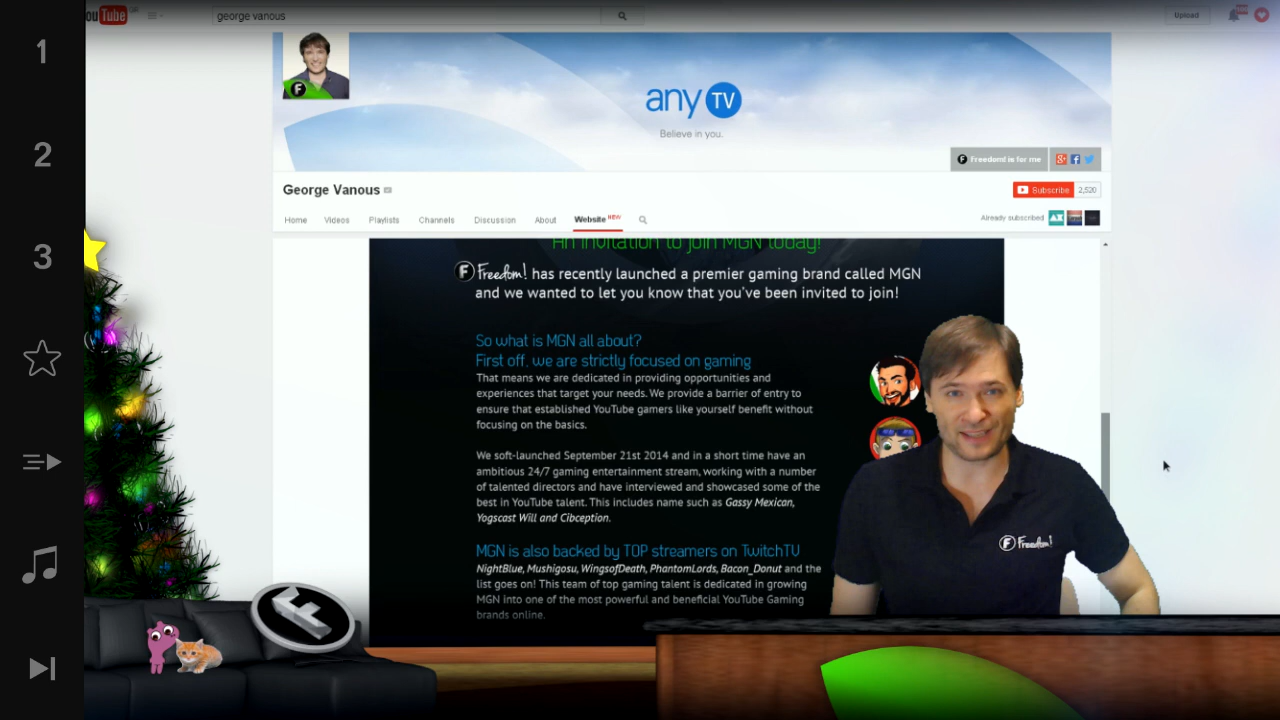 1
2
3
YouTube
george vanous
Upload
any TV
Believe in you.
F
F Freedom! is for me
George Vanous
Subscribe 2,520
Home Videos Playlists Channels Discussion About Website NEW
Already subscribed
An invitation to join MGN today!
F Freedom! has recently launched a premier gaming brand called MGN
and we wanted to let you know that you've been invited to join!
So what is MGN all about?
First off, we are strictly focused on gaming
That means we are dedicated in providing opportunities and
experiences that target your needs. We provide a barrier of entry to
ensure that established YouTube gamers like yourself benefit without
focusing on the basics.
We soft-launched September 21st 2014 and in a short time have an
ambitious 24/7 gaming entertainment stream, working with a number
of talented directors and have interviewed and showcased some of the
best in YouTube talent. This includes name such as Gassy Mexican,
Yogscast Will and Cibception.
MGN is also backed by TOP streamers on TwitchTV
NightBlue, Mushigosu, WingsofDeath, PhantomLords, Bacon_Donut and the
list goes on! This team of top gaming talent is dedicated in growing
MGN into one of the most powerful and beneficial YouTube Gaming
brands online.
F Freedom!
F